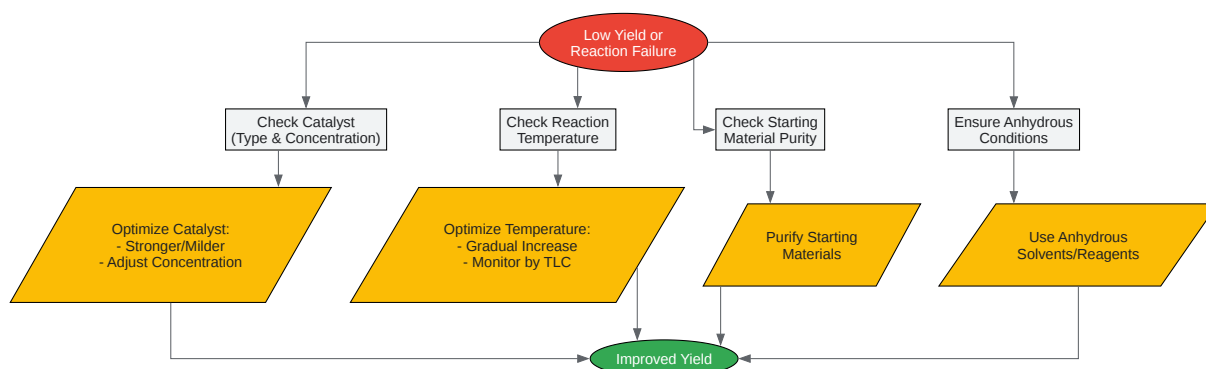 Low Yield or
Reaction Failure
Check Catalyst
(Type & Concentration)
Check Reaction
Temperature
Check Starting
Material Purity
Ensure Anhydrous
Conditions
Optimize Catalyst:
- Stronger/Milder
- Adjust Concentration
Optimize Temperature:
- Gradual Increase
- Monitor by TLC
Purify Starting
Materials
Use Anhydrous
Solvents/Reagents
Improved Yield